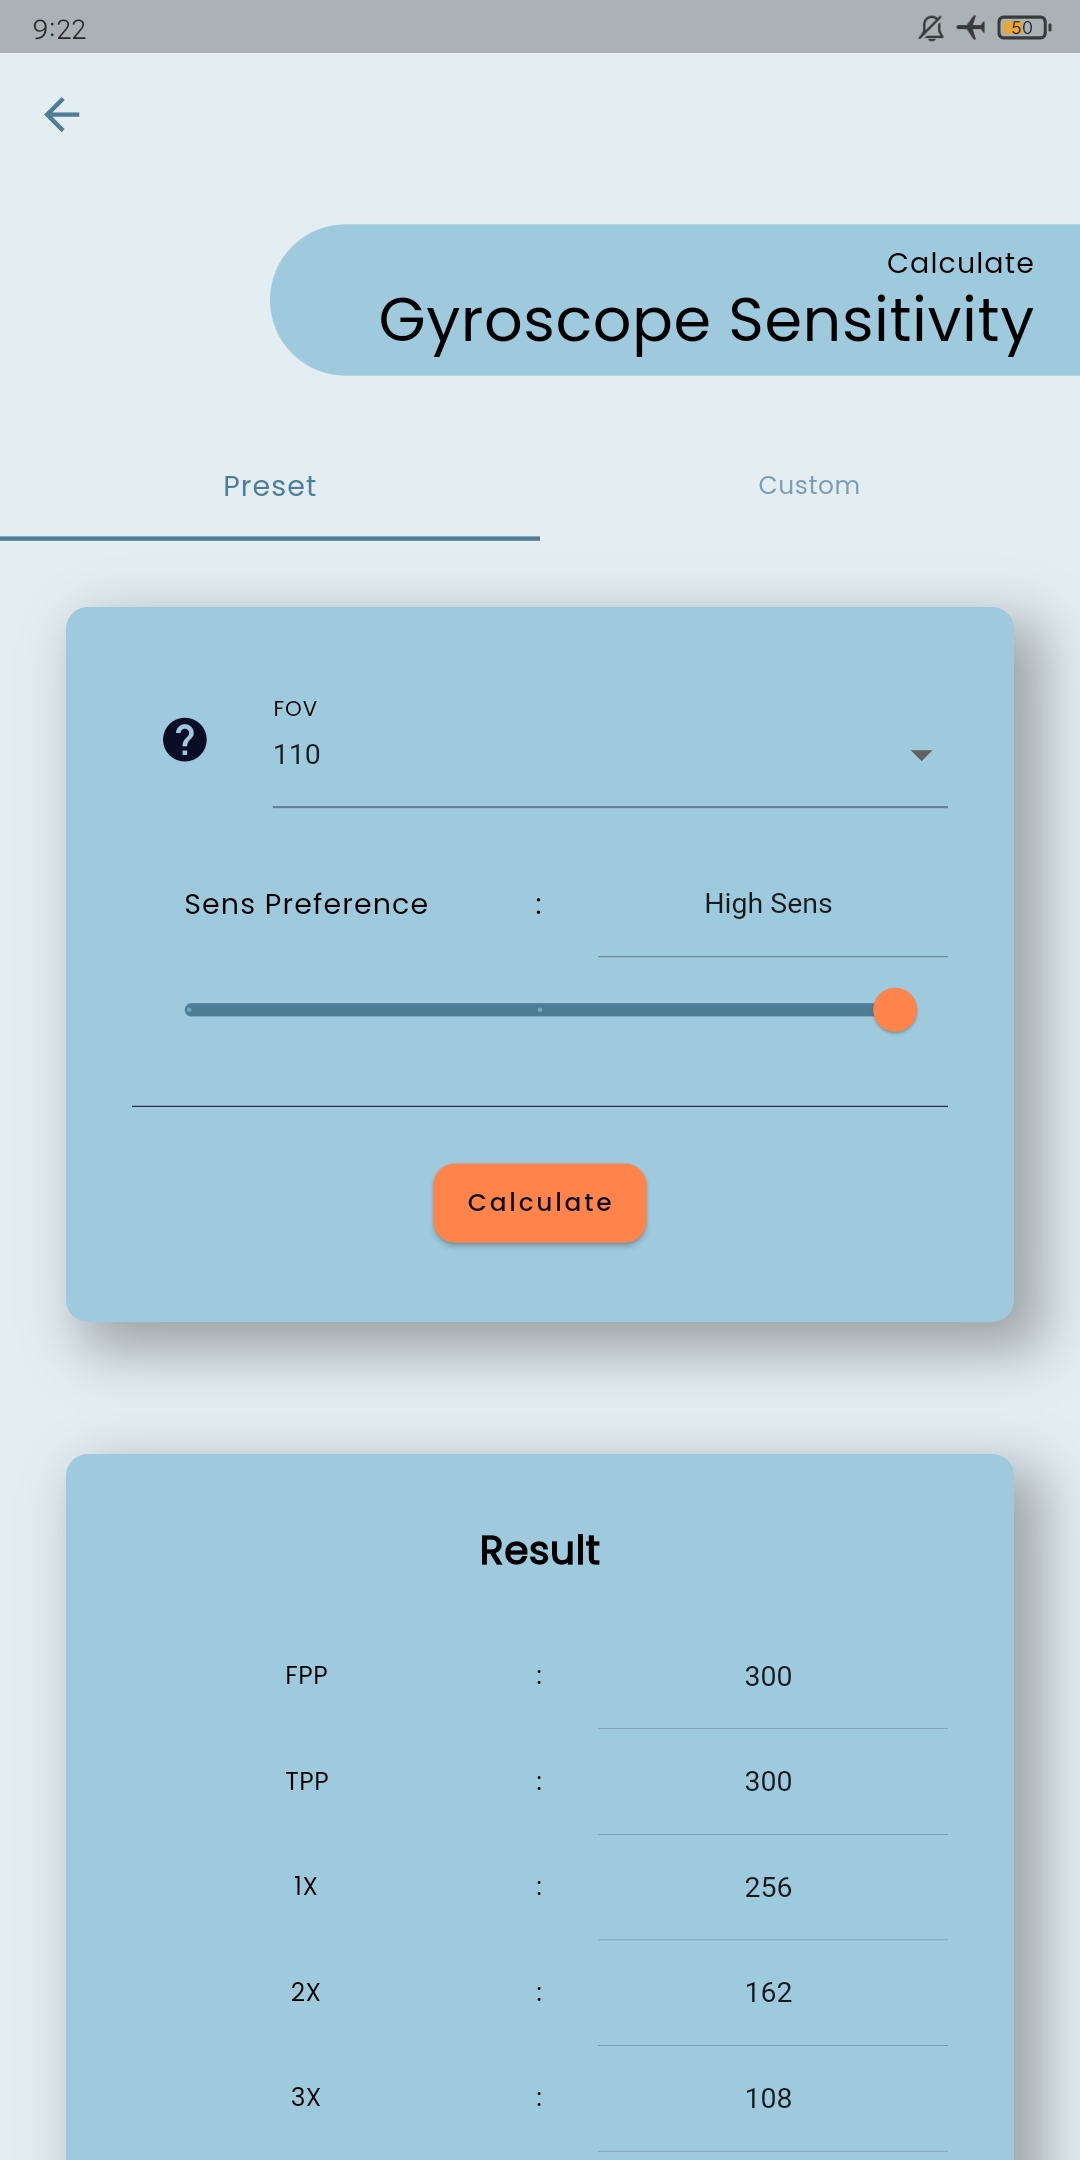 9:22
50
Calculate
Gyroscope Sensitivity
Preset
Custom
FOV
110
Sens Preference : High Sens
Calculate
Result
FPP : 300
TPP : 300
1X : 256
2X : 162
3X : 108